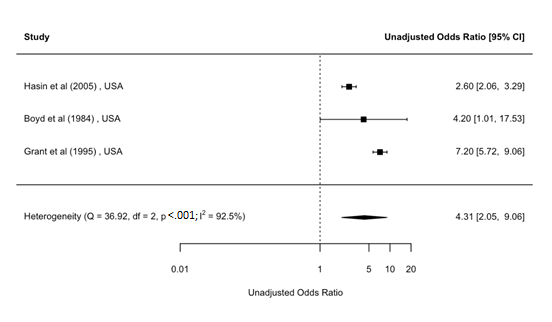 Study Unadjusted Odds Ratio [95% CI]
Hasin et al (2005) , USA 2.60 [2.06, 3.29]
Boyd et al (1984) , USA 4.20 [1.01, 17.53]
Grant et al (1995) , USA 7.20 [5.72, 9.06]
Heterogeneity (Q = 36.92, df = 2, p <.001; I² = 92.5%) 4.31 [2.05, 9.06]
0.01 1 5 10 20
Unadjusted Odds Ratio